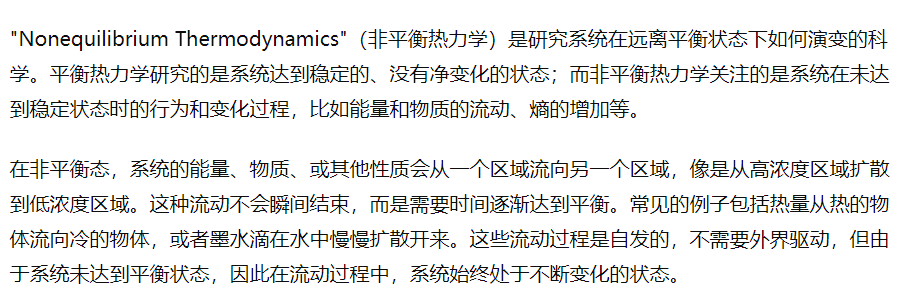 "Nonequilibrium Thermodynamics"（非平衡热力学）是研究系统在远离平衡状态下如何演变的科
学。平衡热力学研究的是系统达到稳定的、没有净变化的状态；而非平衡热力学关注的是系统在未达
到稳定状态时的行为和变化过程，比如能量和物质的流动、熵的增加等。
在非平衡态，系统的能量、物质、或其他性质会从一个区域流向另一个区域，像是从高浓度区域扩散
到低浓度区域。这种流动不会瞬间结束，而是需要时间逐渐达到平衡。常见的例子包括热量从热的物
体流向冷的物体，或者墨水滴在水中慢慢扩散开来。这些流动过程是自发的，不需要外界驱动，但由
于系统未达到平衡状态，因此在流动过程中，系统始终处于不断变化的状态。